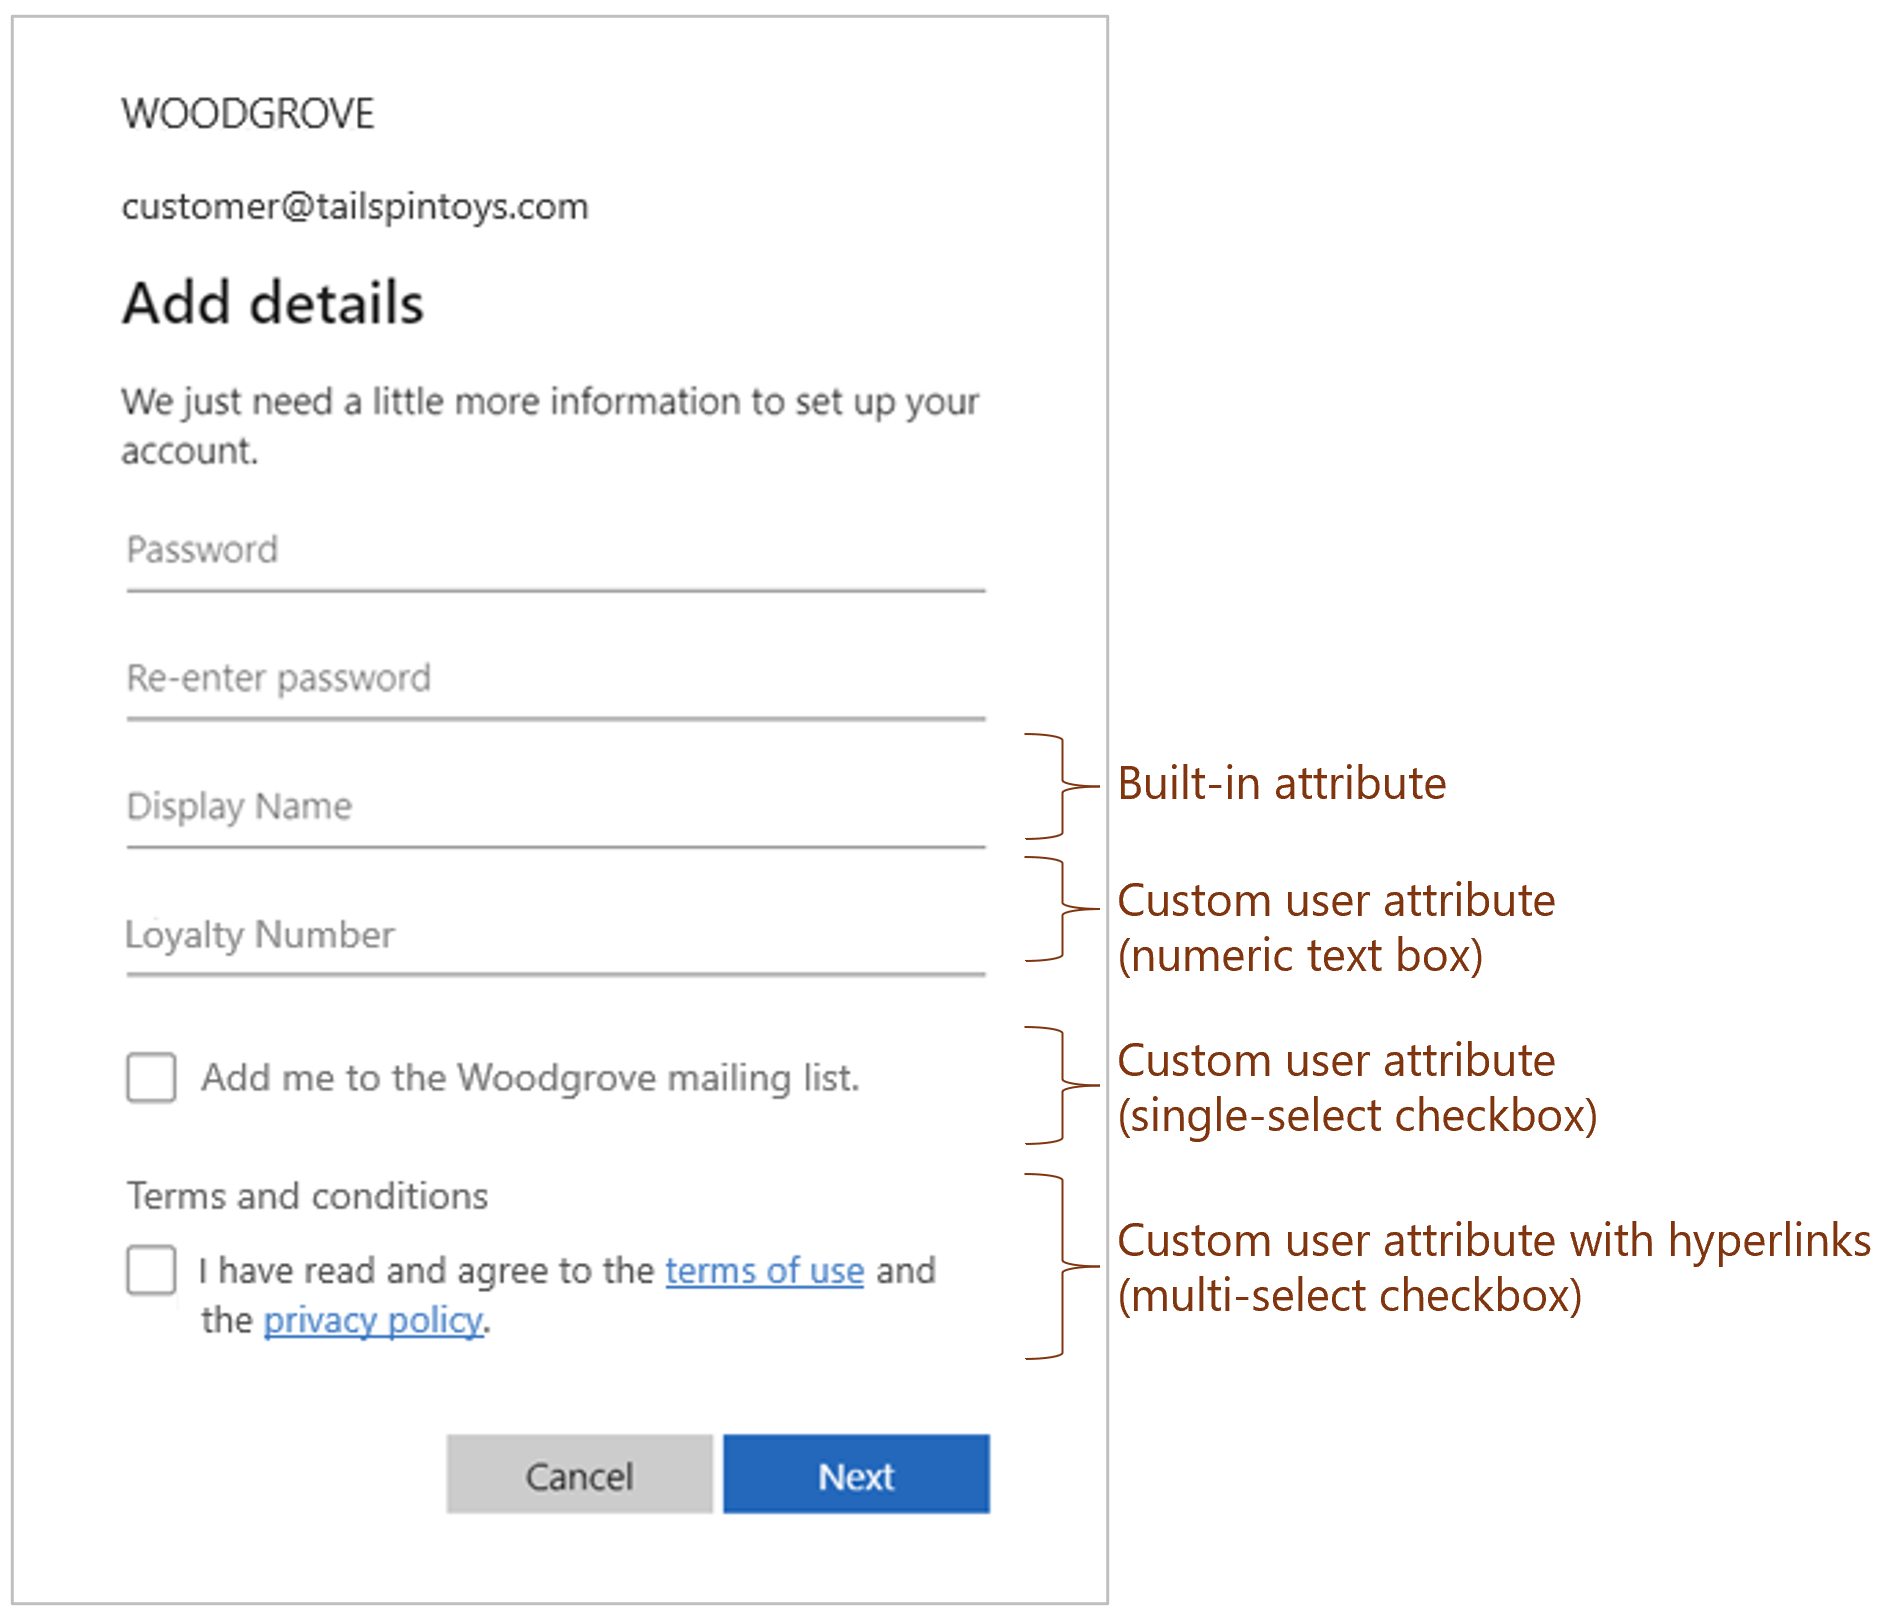 WOODGROVE
customer@tailspintoys.com
Add details
We just need a little more information to set up your
account.
Password
Re-enter password
Display Name
Built-in attribute
Loyalty Number
Custom user attribute
(numeric text box)
Add me to the Woodgrove mailing list.
Custom user attribute
(single-select checkbox)
Terms and conditions
I have read and agree to the terms of use and
the privacy policy.
Custom user attribute with hyperlinks
(multi-select checkbox)
Cancel
Next